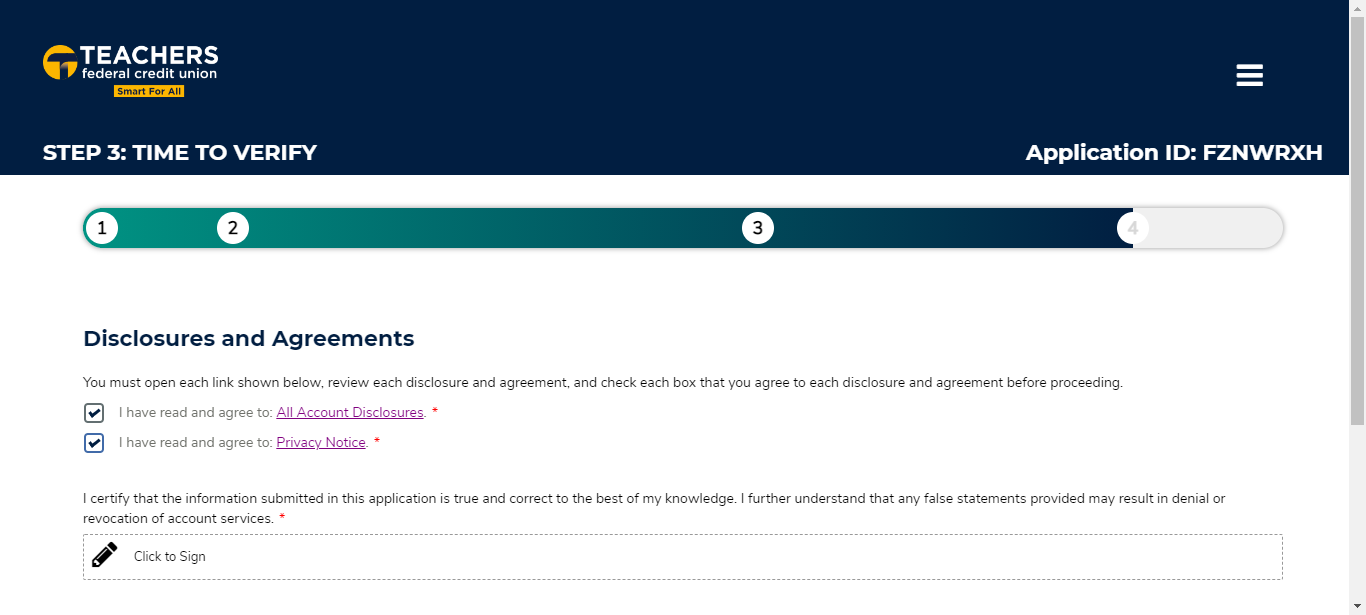 TEACHERS
federal credit union
Smart For All
STEP 3: TIME TO VERIFY
Application ID: FZNWRXH
1 2 3 4
Disclosures and Agreements
You must open each link shown below, review each disclosure and agreement, and check each box that you agree to each disclosure and agreement before proceeding.
I have read and agree to: All Account Disclosures. *
I have read and agree to: Privacy Notice. *
I certify that the information submitted in this application is true and correct to the best of my knowledge. I further understand that any false statements provided may result in denial or
revocation of account services. *
Click to Sign